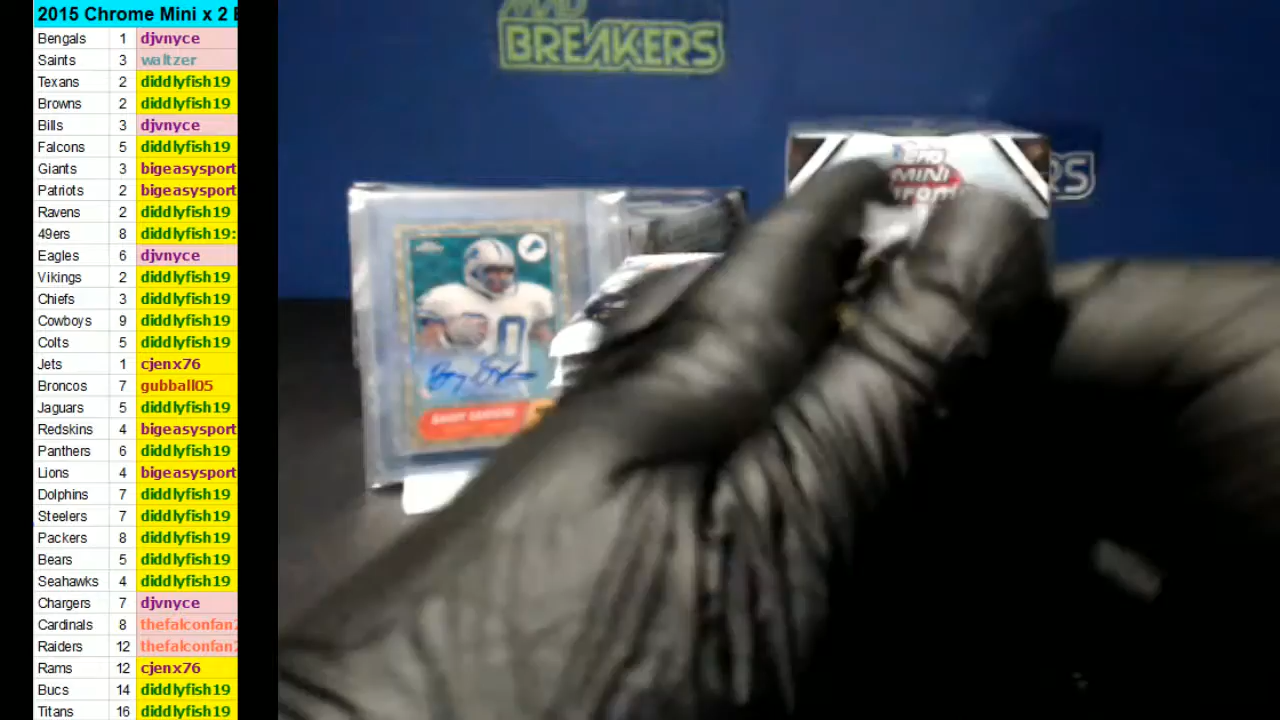 2015 Chrome Mini x 2 B
Bengals 1 djvnyce
Saints 3 waltzer
Texans 2 diddlyfish19
Browns 2 diddlyfish19
Bills 3 djvnyce
Falcons 5 diddlyfish19
Giants 3 bigeasysport
Patriots 2 bigeasysport
Ravens 2 diddlyfish19
49ers 8 diddlyfish19:
Eagles 6 djvnyce
Vikings 2 diddlyfish19
Chiefs 3 diddlyfish19
Cowboys 9 diddlyfish19
Colts 5 diddlyfish19
Jets 1 cjenx76
Broncos 7 gubball05
Jaguars 5 diddlyfish19
Redskins 4 bigeasysport
Panthers 6 diddlyfish19
Lions 4 bigeasysport
Dolphins 7 diddlyfish19
Steelers 7 diddlyfish19
Packers 8 diddlyfish19
Bears 5 diddlyfish19
Seahawks 4 diddlyfish19
Chargers 7 djvnyce
Cardinals 8 thefalconfan
Raiders 12 thefalconfan
Rams 12 cjenx76
Bucs 14 diddlyfish19
Titans 16 diddlyfish19
MAD
BREAKERS
MINI
RS
20